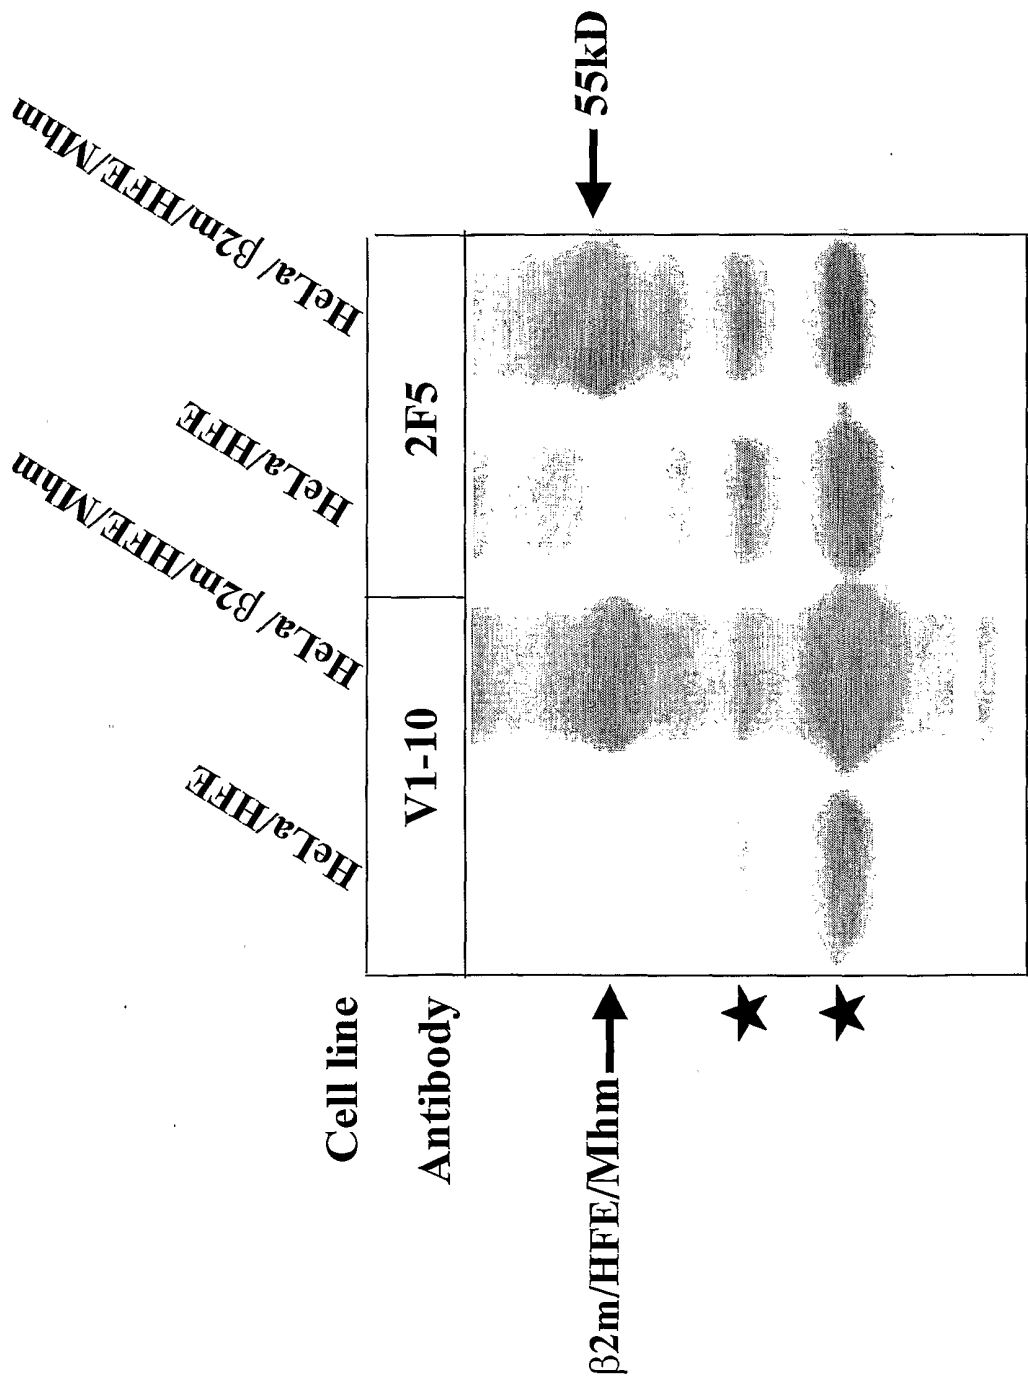 Cell line
HeLa/HFE
HeLa/ β2m/HFE/Mhm
HeLa/HFE
HeLa/ β2m/HFE/Mhm
Antibody
V1-10
2F5
β2m/HFE/Mhm
55kD